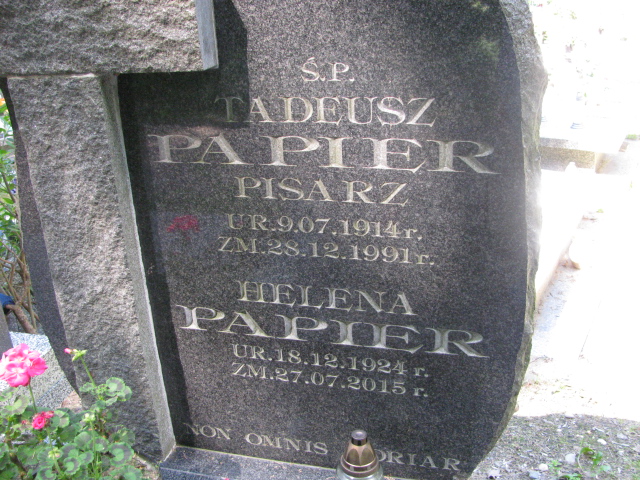 Ś.P.
TADEUSZ
PAPIER
PISARZ
UR.9.07.1914r.
ZM.28.12.1991r.
HELENA
PAPIER
UR.18.12.1924 r.
ZM.27.07.2015 r.
NON OMNIS